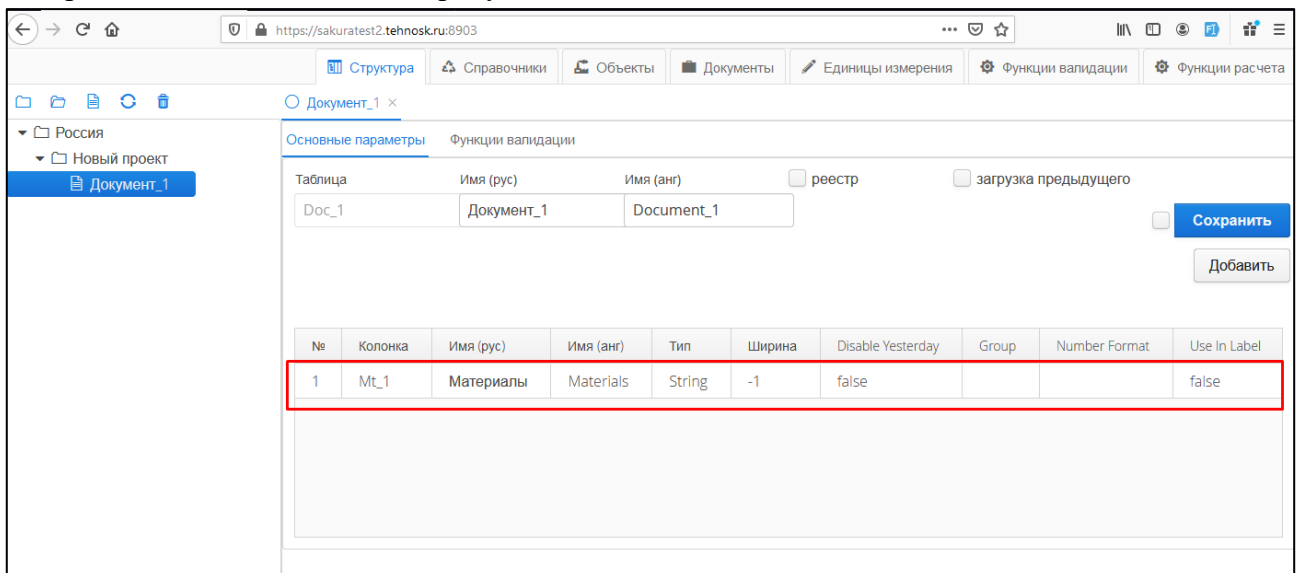 https://sakuratest2.tehnosk.ru:8903
Структура Справочники Объекты Документы Единицы измерения Функции валидации Функции расчета
Документ_1 ×
Россия
Новый проект
Документ_1
Основные параметры Функции валидации
Таблица Имя (рус) Имя (анг) реестр загрузка предыдущего
Doc_1 Документ_1 Document_1
Сохранить
Добавить
№ Колонка Имя (рус) Имя (анг) Тип Ширина Disable Yesterday Group Number Format Use In Label
1 Mt_1 Материалы Materials String -1 false false